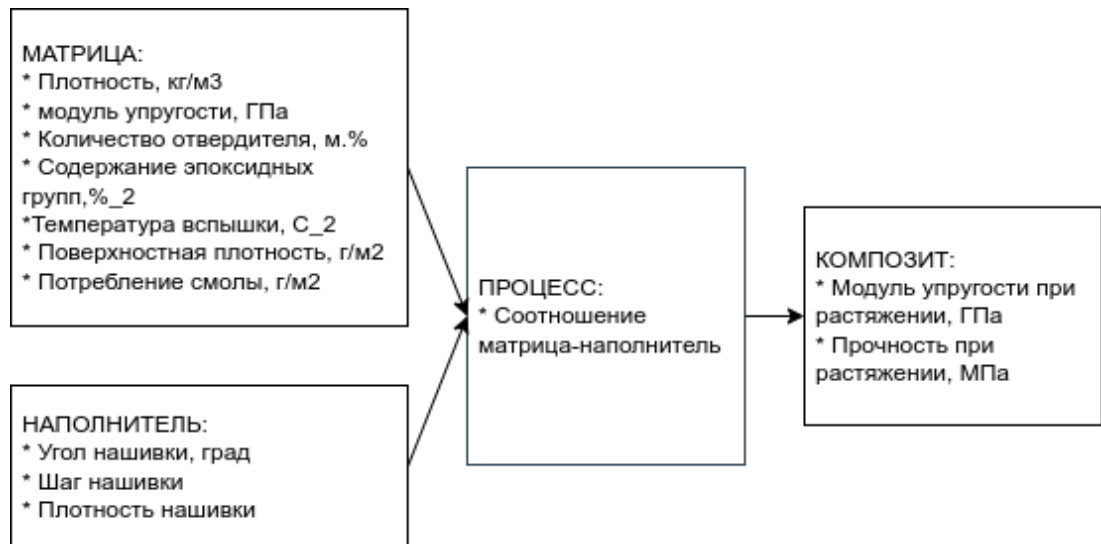 МАТРИЦА:
* Плотность, кг/м3
* модуль упругости, ГПа
* Количество отвердителя, м.%
* Содержание эпоксидных
групп,%_2
*Температура вспышки, С_2
* Поверхностная плотность, г/м2
* Потребление смолы, г/м2
НАПОЛНИТЕЛЬ:
* Угол нашивки, град
* Шаг нашивки
* Плотность нашивки
ПРОЦЕСС:
* Соотношение
матрица-наполнитель
КОМПОЗИТ:
* Модуль упругости при
растяжении, ГПа
* Прочность при
растяжении, МПа